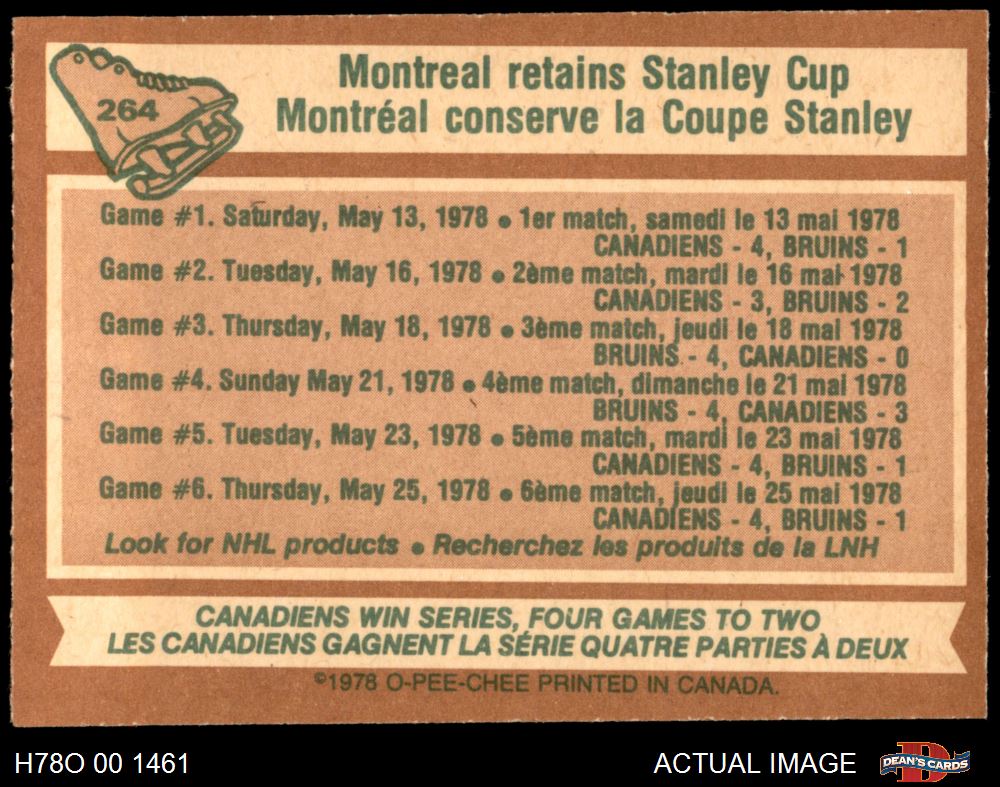 264
Montreal retains Stanley Cup
Montréal conserve la Coupe Stanley
Game #1. Saturday, May 13, 1978 • 1er match, samedi le 13 mai 1978
CANADIENS - 4, BRUINS - 1
Game #2. Tuesday, May 16, 1978 • 2ème match, mardi le 16 mai 1978
CANADIENS - 3, BRUINS - 2
Game #3. Thursday, May 18, 1978 • 3ème match, jeudi le 18 mai 1978
BRUINS - 4, CANADIENS - 0
Game #4. Sunday May 21, 1978 • 4ème match, dimanche le 21 mai 1978
BRUINS - 4, CANADIENS - 3
Game #5. Tuesday, May 23, 1978 • 5ème match, mardi le 23 mai 1978
CANADIENS - 4, BRUINS - 1
Game #6. Thursday, May 25, 1978 • 6ème match, jeudi le 25 mai 1978
CANADIENS - 4, BRUINS - 1
Look for NHL products • Recherchez les produits de la LNH
CANADIENS WIN SERIES, FOUR GAMES TO TWO
LES CANADIENS GAGNENT LA SÉRIE QUATRE PARTIES À DEUX
©1978 O-PEE-CHEE PRINTED IN CANADA.
H78O 00 1461
ACTUAL IMAGE
D
DEAN'S CARDS